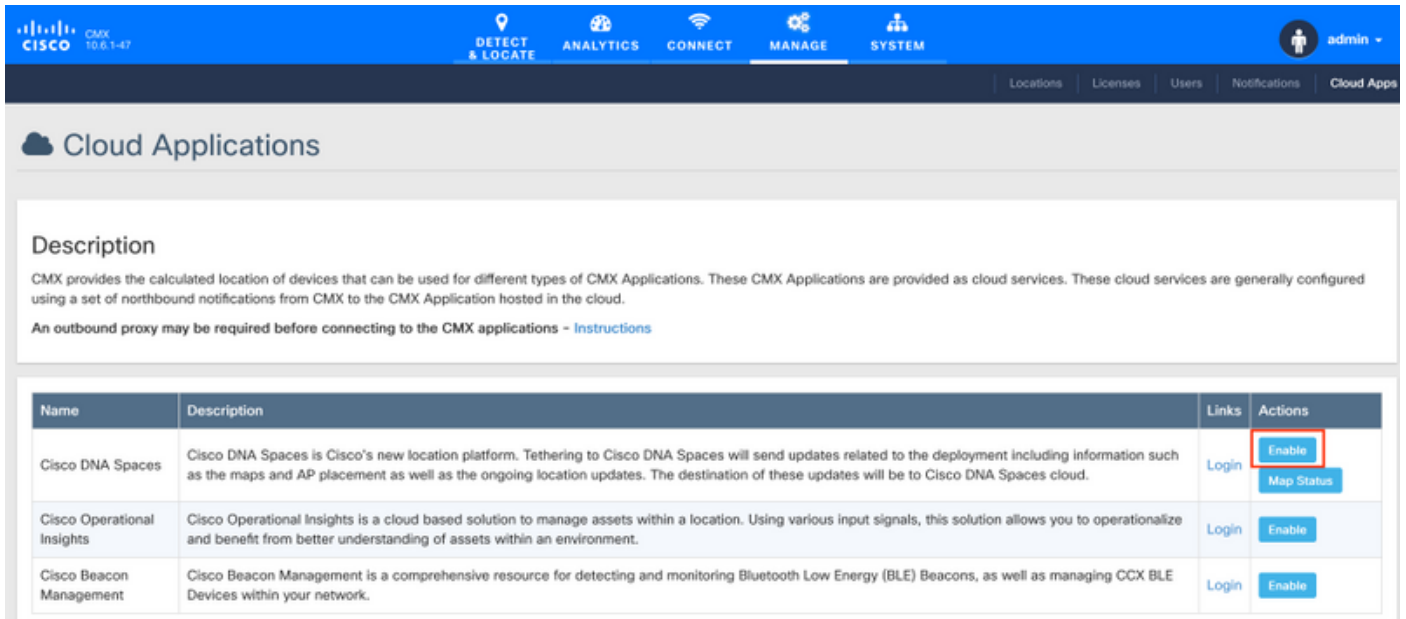 CISCO CMX 10.6.1-47
DETECT & LOCATE
ANALYTICS
CONNECT
MANAGE
SYSTEM
admin
Locations
Licenses
Users
Notifications
Cloud Apps
Cloud Applications
Description
CMX provides the calculated location of devices that can be used for different types of CMX Applications. These CMX Applications are provided as cloud services. These cloud services are generally configured
using a set of northbound notifications from CMX to the CMX Application hosted in the cloud.
An outbound proxy may be required before connecting to the CMX applications - Instructions
Name Description Links Actions
Cisco DNA Spaces
Cisco DNA Spaces is Cisco's new location platform. Tethering to Cisco DNA Spaces will send updates related to the deployment including information such
as the maps and AP placement as well as the ongoing location updates. The destination of these updates will be to Cisco DNA Spaces cloud.
Login
Enable
Map Status
Cisco Operational
Insights
Cisco Operational Insights is a cloud based solution to manage assets within a location. Using various input signals, this solution allows you to operationalize
and benefit from better understanding of assets within an environment.
Login
Enable
Cisco Beacon
Management
Cisco Beacon Management is a comprehensive resource for detecting and monitoring Bluetooth Low Energy (BLE) Beacons, as well as managing CCX BLE
Devices within your network.
Login
Enable